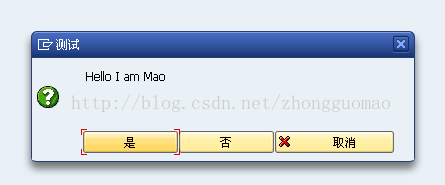 测试
Hello I am Mao
http://blog.csdn.net/zhongguomao
是 否 取消